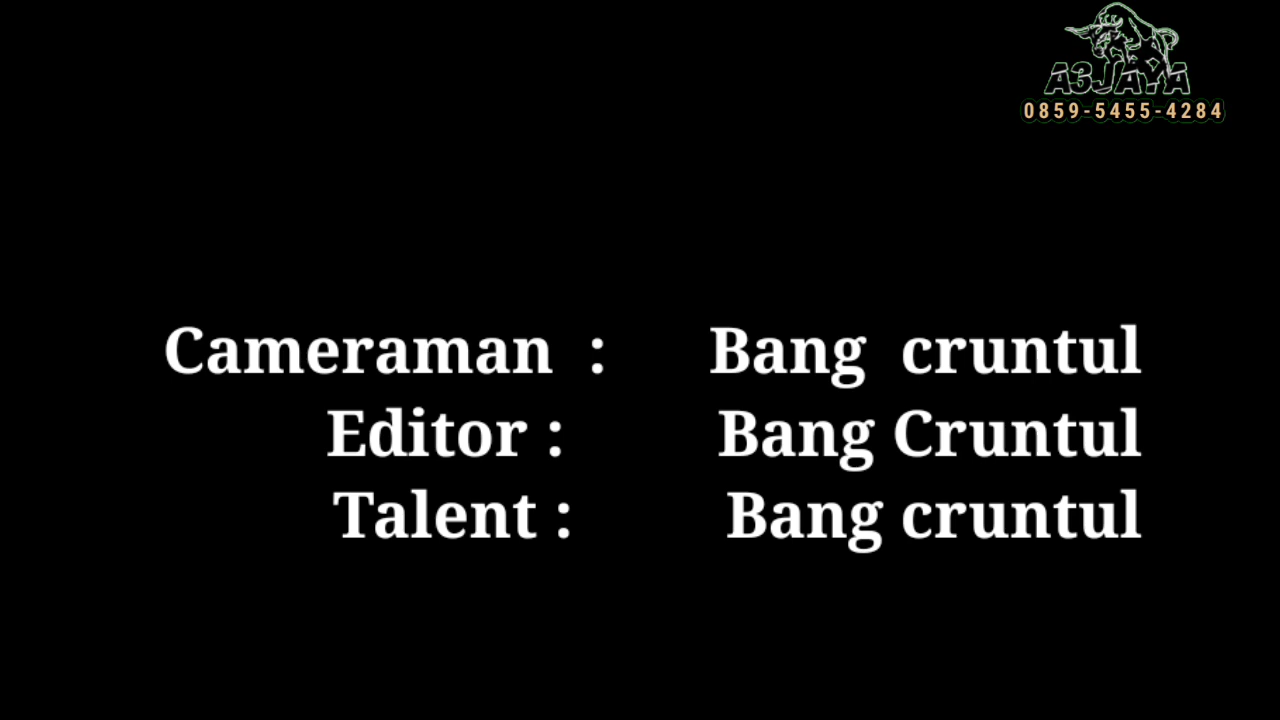 A3JAYA
0859-5455-4284
Cameraman : Bang cruntul
Editor : Bang Cruntul
Talent : Bang cruntul